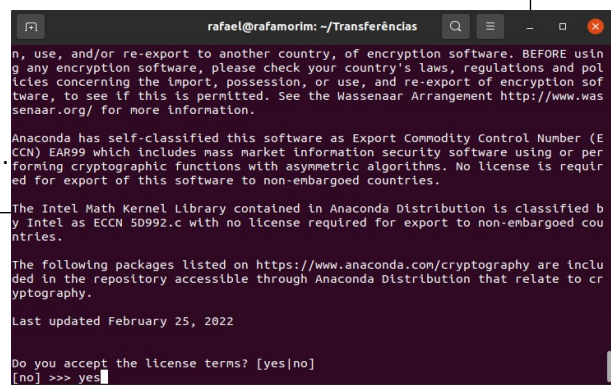 rafael@rafamorim: ~/Transferências
n, use, and/or re-export to another country, of encryption software. BEFORE usin
g any encryption software, please check your country's laws, regulations and pol
icies concerning the import, possession, or use, and re-export of encryption sof
tware, to see if this is permitted. See the Wassenaar Arrangement http://www.was
senaar.org/ for more information.
Anaconda has self-classified this software as Export Commodity Control Number (E
CCN) EAR99 which includes mass market information security software using or per
forming cryptographic functions with asymmetric algorithms. No license is requir
ed for export of this software to non-embargoed countries.
The Intel Math Kernel Library contained in Anaconda Distribution is classified b
y Intel as ECCN 5D992.c with no license required for export to non-embargoed cou
ntries.
The following packages listed on https://www.anaconda.com/cryptography are inclu
ded in the repository accessible through Anaconda Distribution that relate to cr
yptography.
Last updated February 25, 2022
Do you accept the license terms? [yes|no]
[no] >>> yes